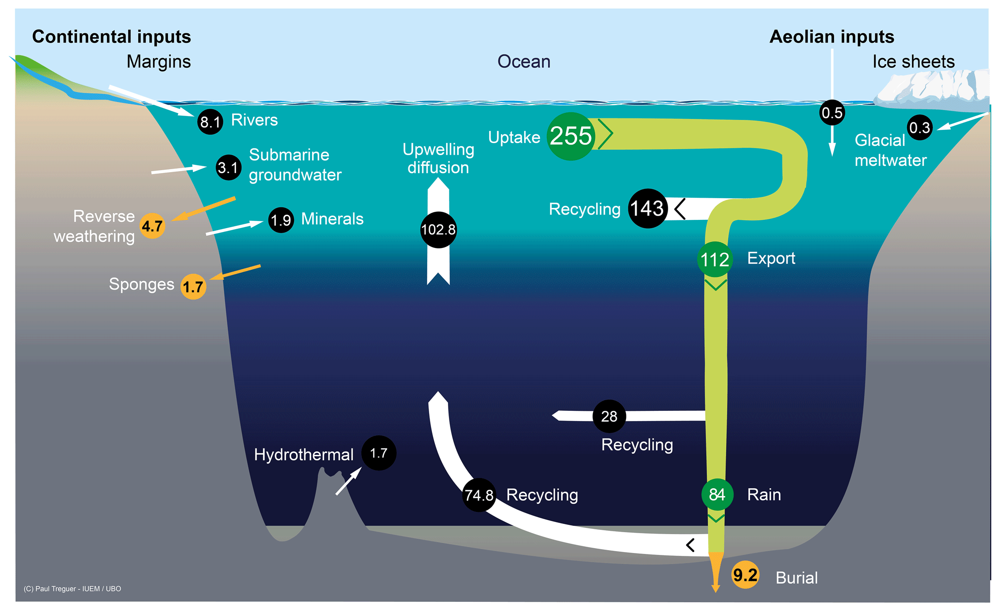 Continental inputs
Margins
Ocean
Aeolian inputs
Ice sheets
8.1
Rivers
3.1
Submarine
groundwater
Reverse
weathering
4.7
1.9
Minerals
Sponges
1.7
Upwelling
diffusion
102.8
Uptake
255
0.5
0.3
Glacial
meltwater
Recycling
143
112
Export
28
Recycling
Hydrothermal
1.7
74.8
Recycling
84
Rain
9.2
Burial
(C) Paul Treguer - IUEM / UBO